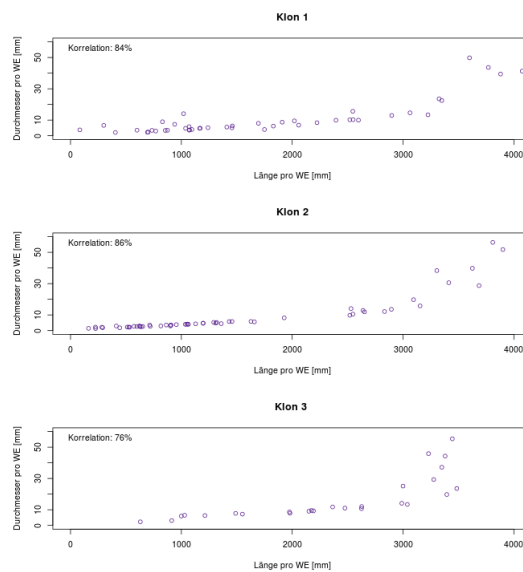 Klon 1
Korrelation: 84%
Durchmesser pro WE [mm]
10
30
50
0
1000
2000
3000
4000
Länge pro WE [mm]
Klon 2
Korrelation: 86%
Durchmesser pro WE [mm]
0
10
30
50
0
1000
2000
3000
4000
Länge pro WE [mm]
Klon 3
Korrelation: 76%
Durchmesser pro WE [mm]
0
10
30
50
0
1000
2000
3000
4000
Länge pro WE [mm]